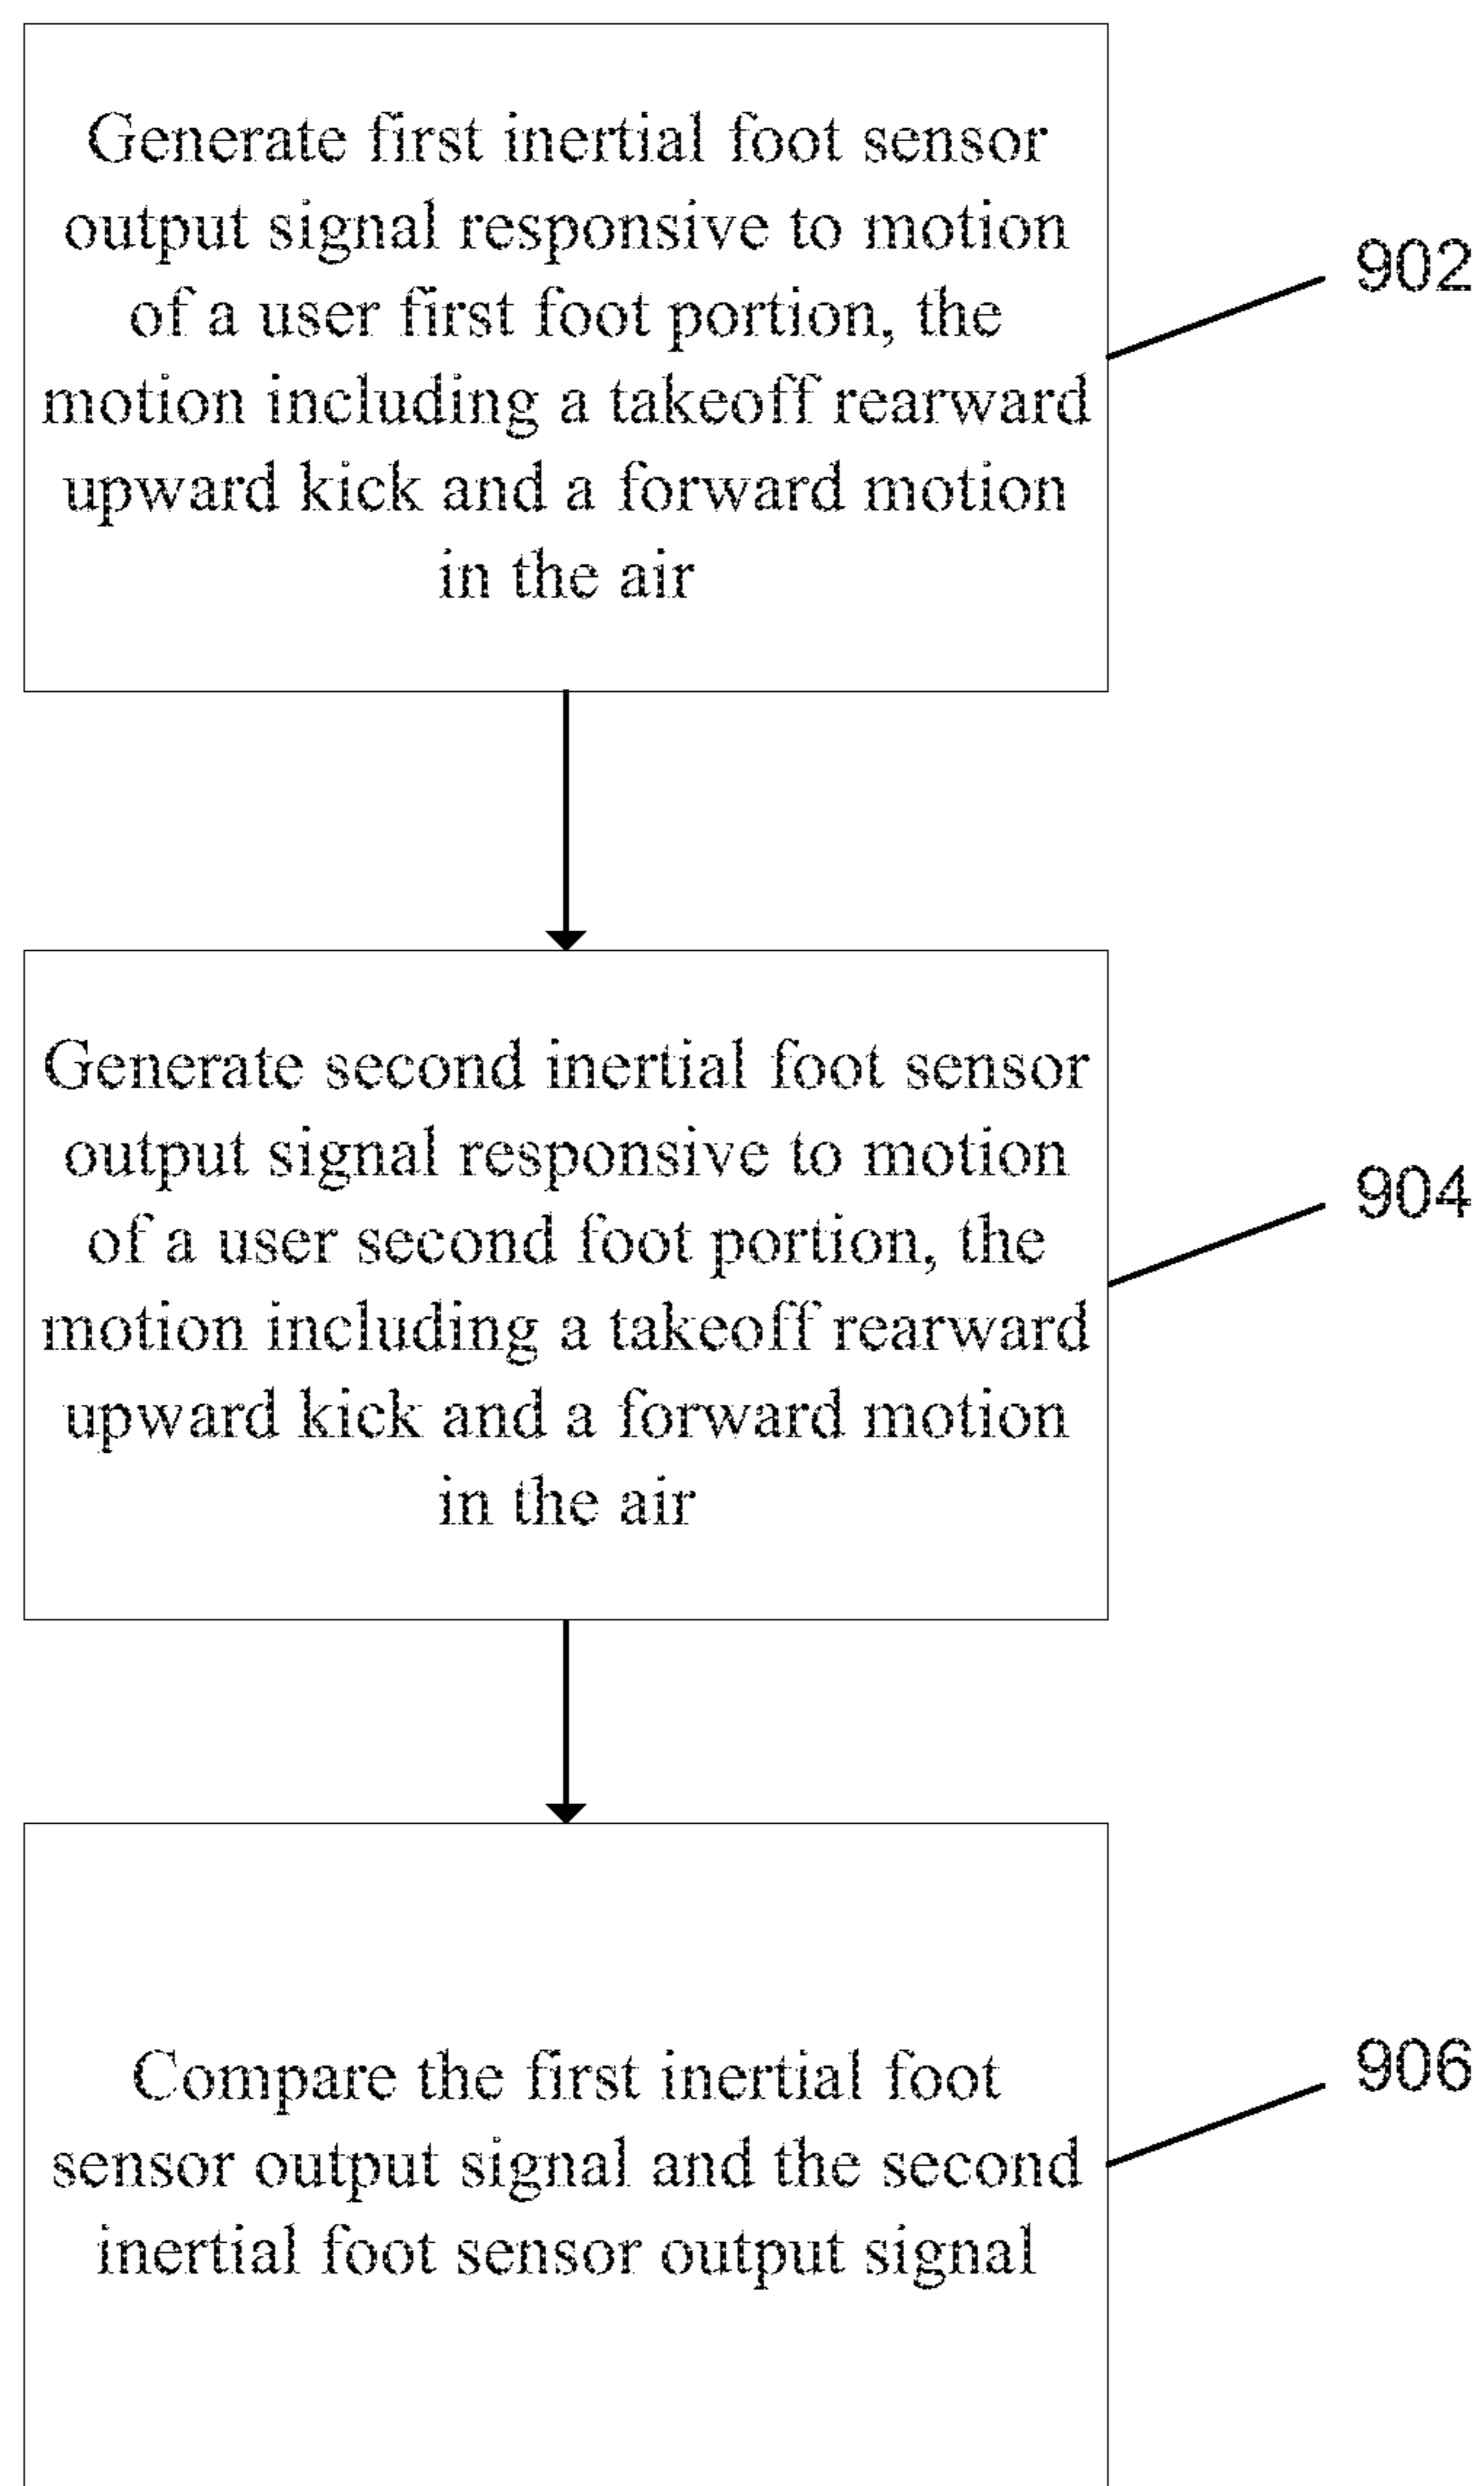 Generate first inertial foot sensor
output signal responsive to motion
of a user first foot portion, the
motion including a takeoff rearward
upward kick and a forward motion
in the air
902
Generate second inertial foot sensor
output signal responsive to motion
of a user second foot portion, the
motion including a takeoff rearward
upward kick and a forward motion
in the air
904
Compare the first inertial foot
sensor output signal and the second
inertial foot sensor output signal
906